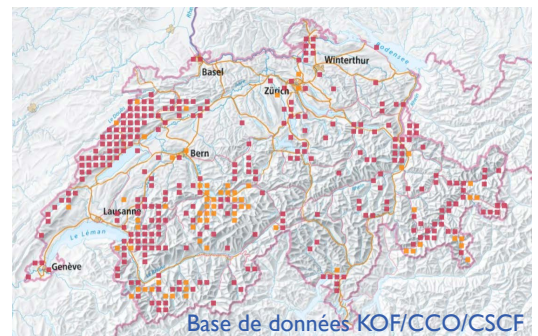 Bodensee
Winterthur
Basel
Zürich
Bern
Lausanne
Le Léman
Genève
Base de données KOF/CCO/CSCF